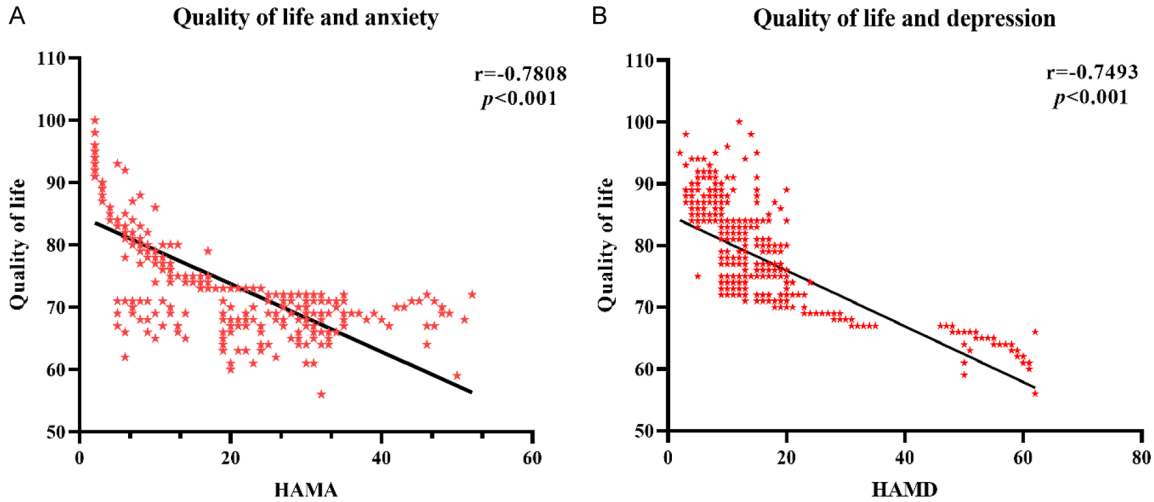 A
Quality of life and anxiety
r=-0.7808
p<0.001
110
100
90
80
70
60
50
Quality of life
0
20
40
60
HAMA
B
Quality of life and depression
r=-0.7493
p<0.001
110
100
90
80
70
60
50
Quality of life
0
20
40
60
80
HAMD